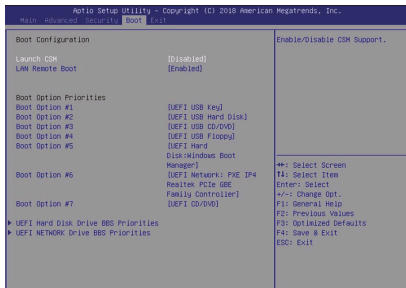 Aptio Setup Utility – Copyright (C) 2018 American Megatrends, Inc.
Main Advanced Security Boot Exit
Boot Configuration
Launch CSM [Disabled]
LAN Remote Boot [Enabled]
Boot Option Priorities
Boot Option #1 [UEFI USB Key]
Boot Option #2 [UEFI USB Hard Disk]
Boot Option #3 [UEFI USB CD/DVD]
Boot Option #4 [UEFI USB Floppy]
Boot Option #5 [UEFI Hard
Disk:Windows Boot
Manager]
Boot Option #6 [UEFI Network: PXE IP4
Realtek PCIe GBE
Family Controller]
Boot Option #7 [UEFI CD/DVD]
UEFI Hard Disk Drive BBS Priorities
UEFI NETWORK Drive BBS Priorities
Enable/Disable CSM Support.
→←: Select Screen
↑↓: Select Item
Enter: Select
+/-: Change Opt.
F1: General Help
F2: Previous Values
F3: Optimized Defaults
F4: Save & Exit
ESC: Exit